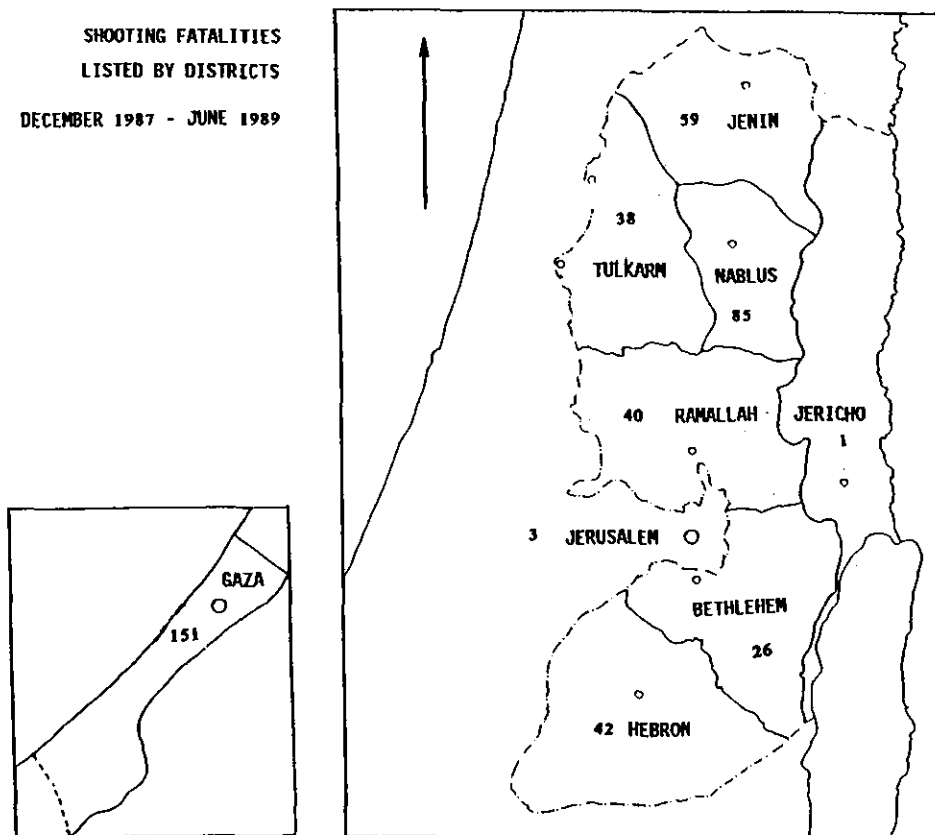 SHOOTING FATALITIES
LISTED BY DISTRICTS
DECEMBER 1987 - JUNE 1989
59 JENIN
38
TULKARM
NABLUS
85
40 RAMALLAH
JERICHO
1
3 JERUSALEM
BETHLEHEM
26
42 HEBRON
GAZA
151